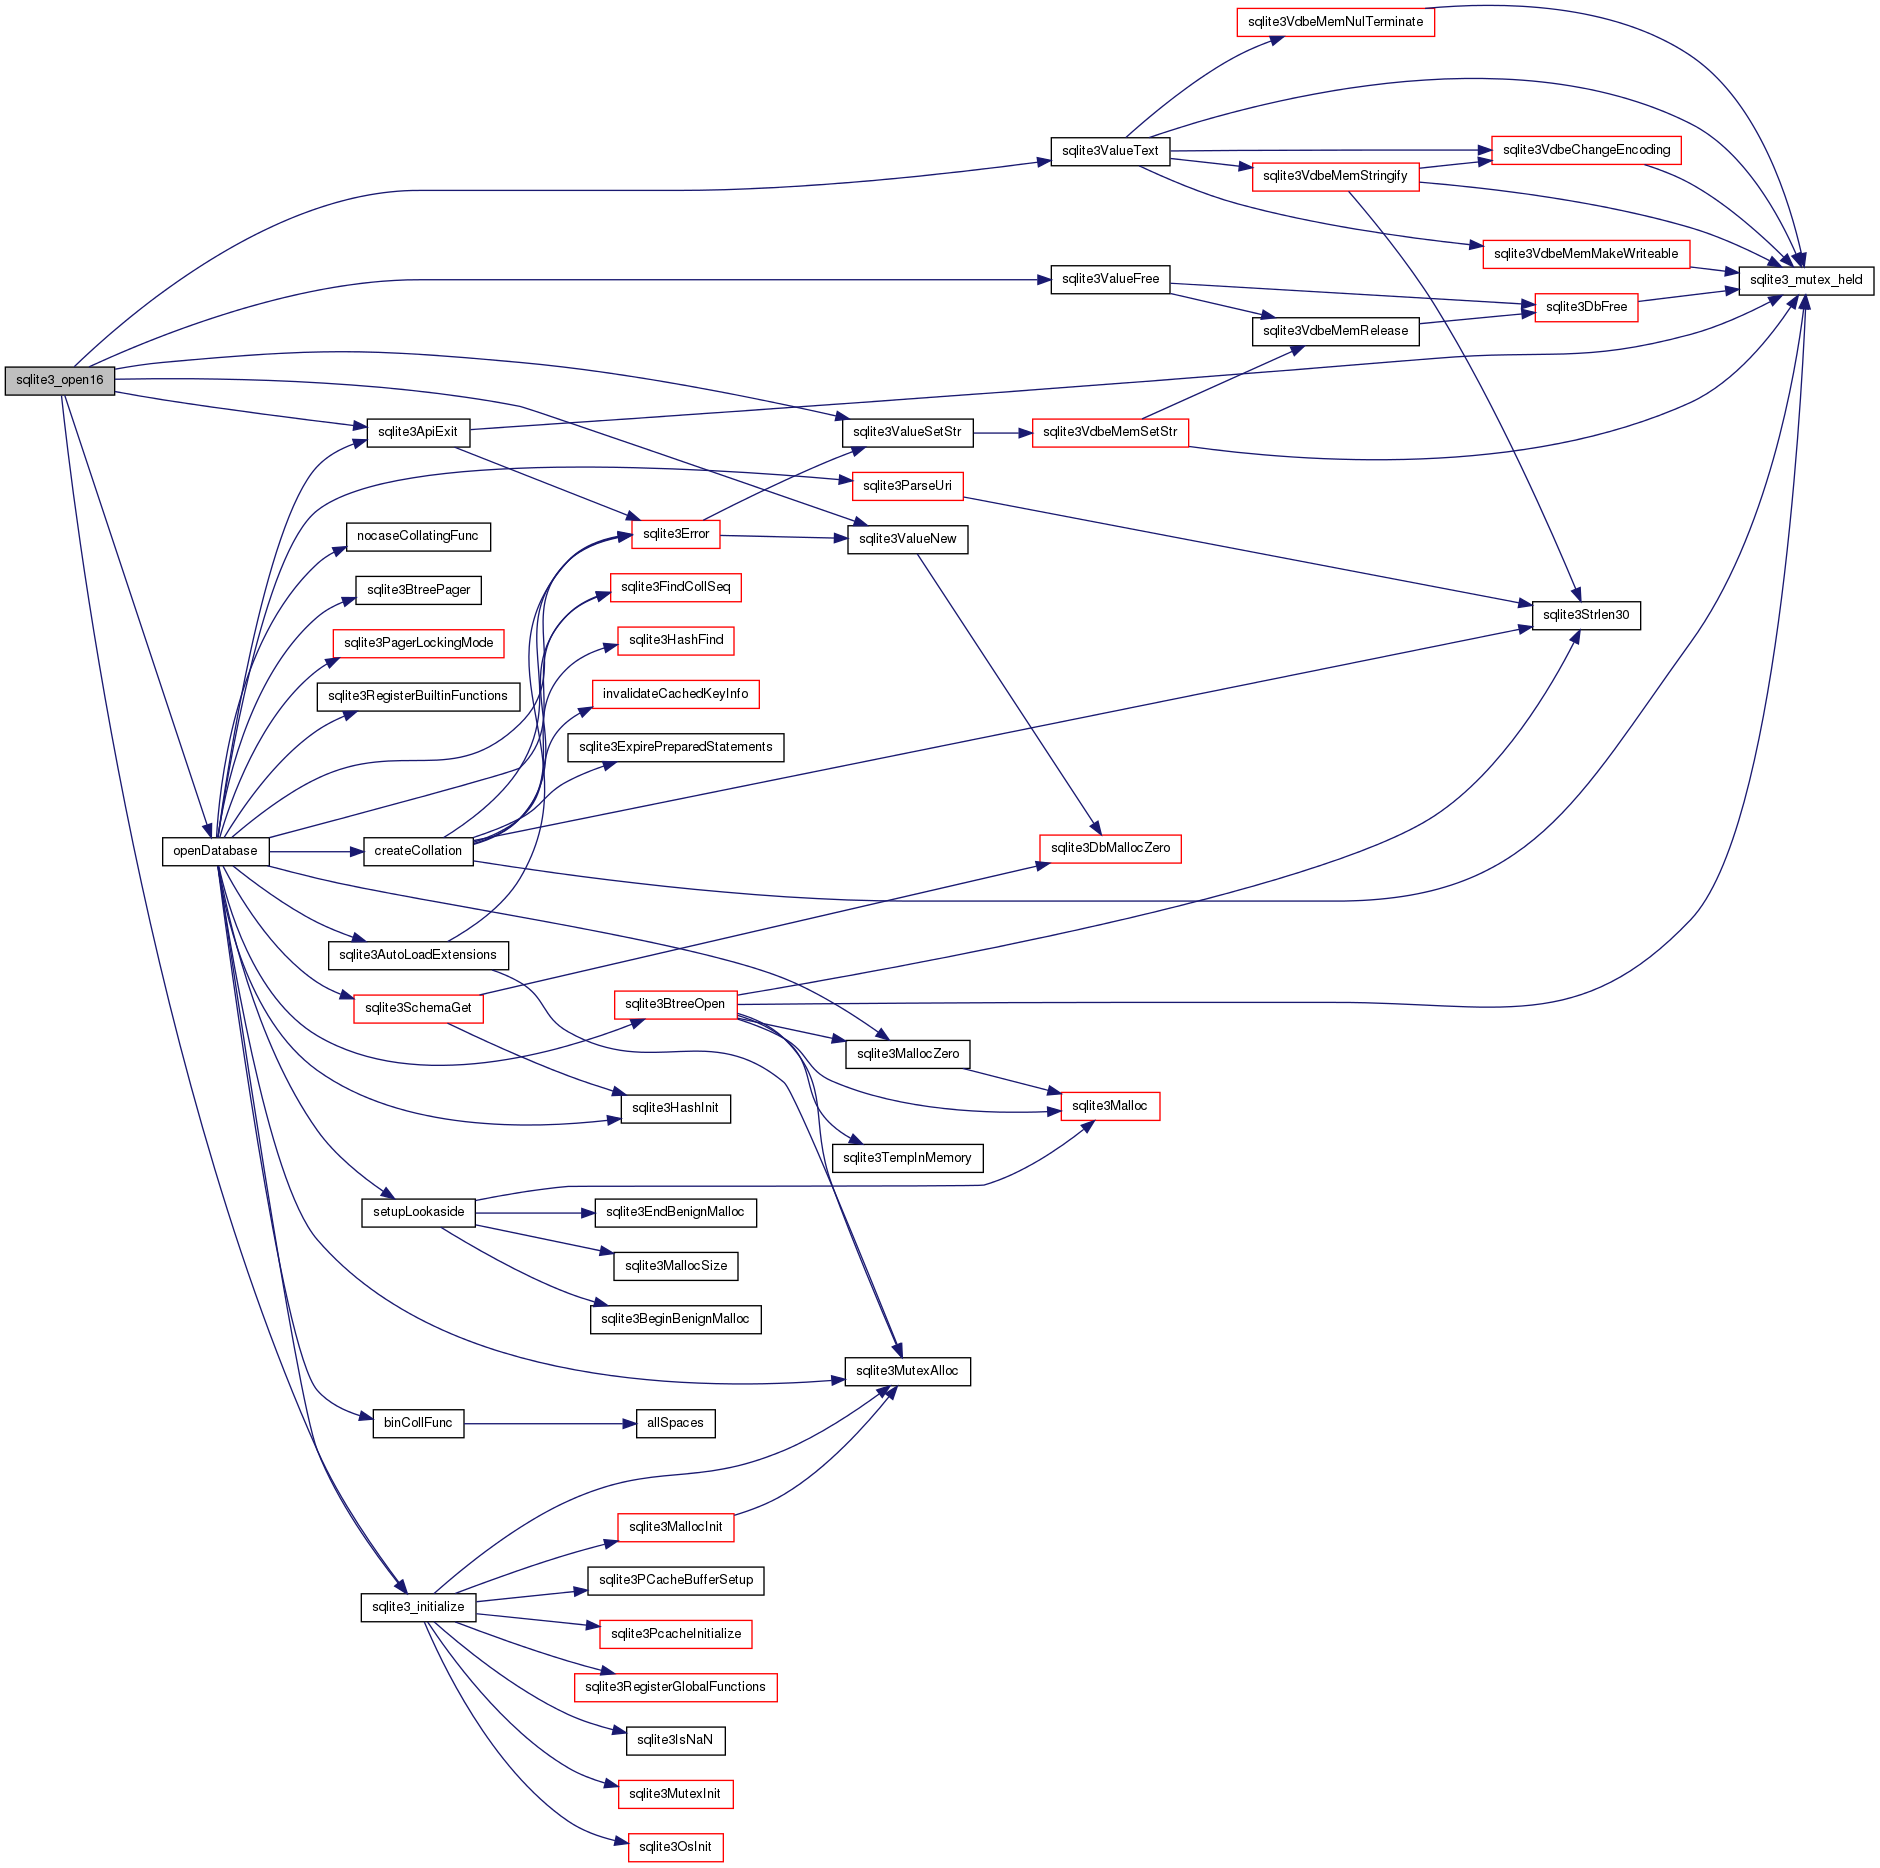 sqlite3VdbeMemNulTerminate
sqlite3ValueText
sqlite3VdbeChangeEncoding
sqlite3VdbeMemStringify
sqlite3VdbeMemMakeWriteable
sqlite3ValueFree
sqlite3_mutex_held
sqlite3DbFree
sqlite3VdbeMemRelease
sqlite3_open16
sqlite3ApiExit
sqlite3ValueSetStr
sqlite3VdbeMemSetStr
sqlite3ParseUri
nocaseCollatingFunc
sqlite3Error
sqlite3ValueNew
sqlite3BtreePager
sqlite3FindCollSeq
sqlite3Strlen30
sqlite3PagerLockingMode
sqlite3HashFind
sqlite3RegisterBuiltinFunctions
invalidateCachedKeyInfo
sqlite3ExpirePreparedStatements
openDatabase
createCollation
sqlite3DbMallocZero
sqlite3AutoLoadExtensions
sqlite3SchemaGet
sqlite3BtreeOpen
sqlite3MallocZero
sqlite3HashInit
sqlite3Malloc
sqlite3TempInMemory
setupLookaside
sqlite3EndBenignMalloc
sqlite3MallocSize
sqlite3BeginBenignMalloc
sqlite3MutexAlloc
binCollFunc
allSpaces
sqlite3MallocInit
sqlite3PCacheBufferSetup
sqlite3_initialize
sqlite3PcacheInitialize
sqlite3RegisterGlobalFunctions
sqlite3IsNaN
sqlite3MutexInit
sqlite3OsInit